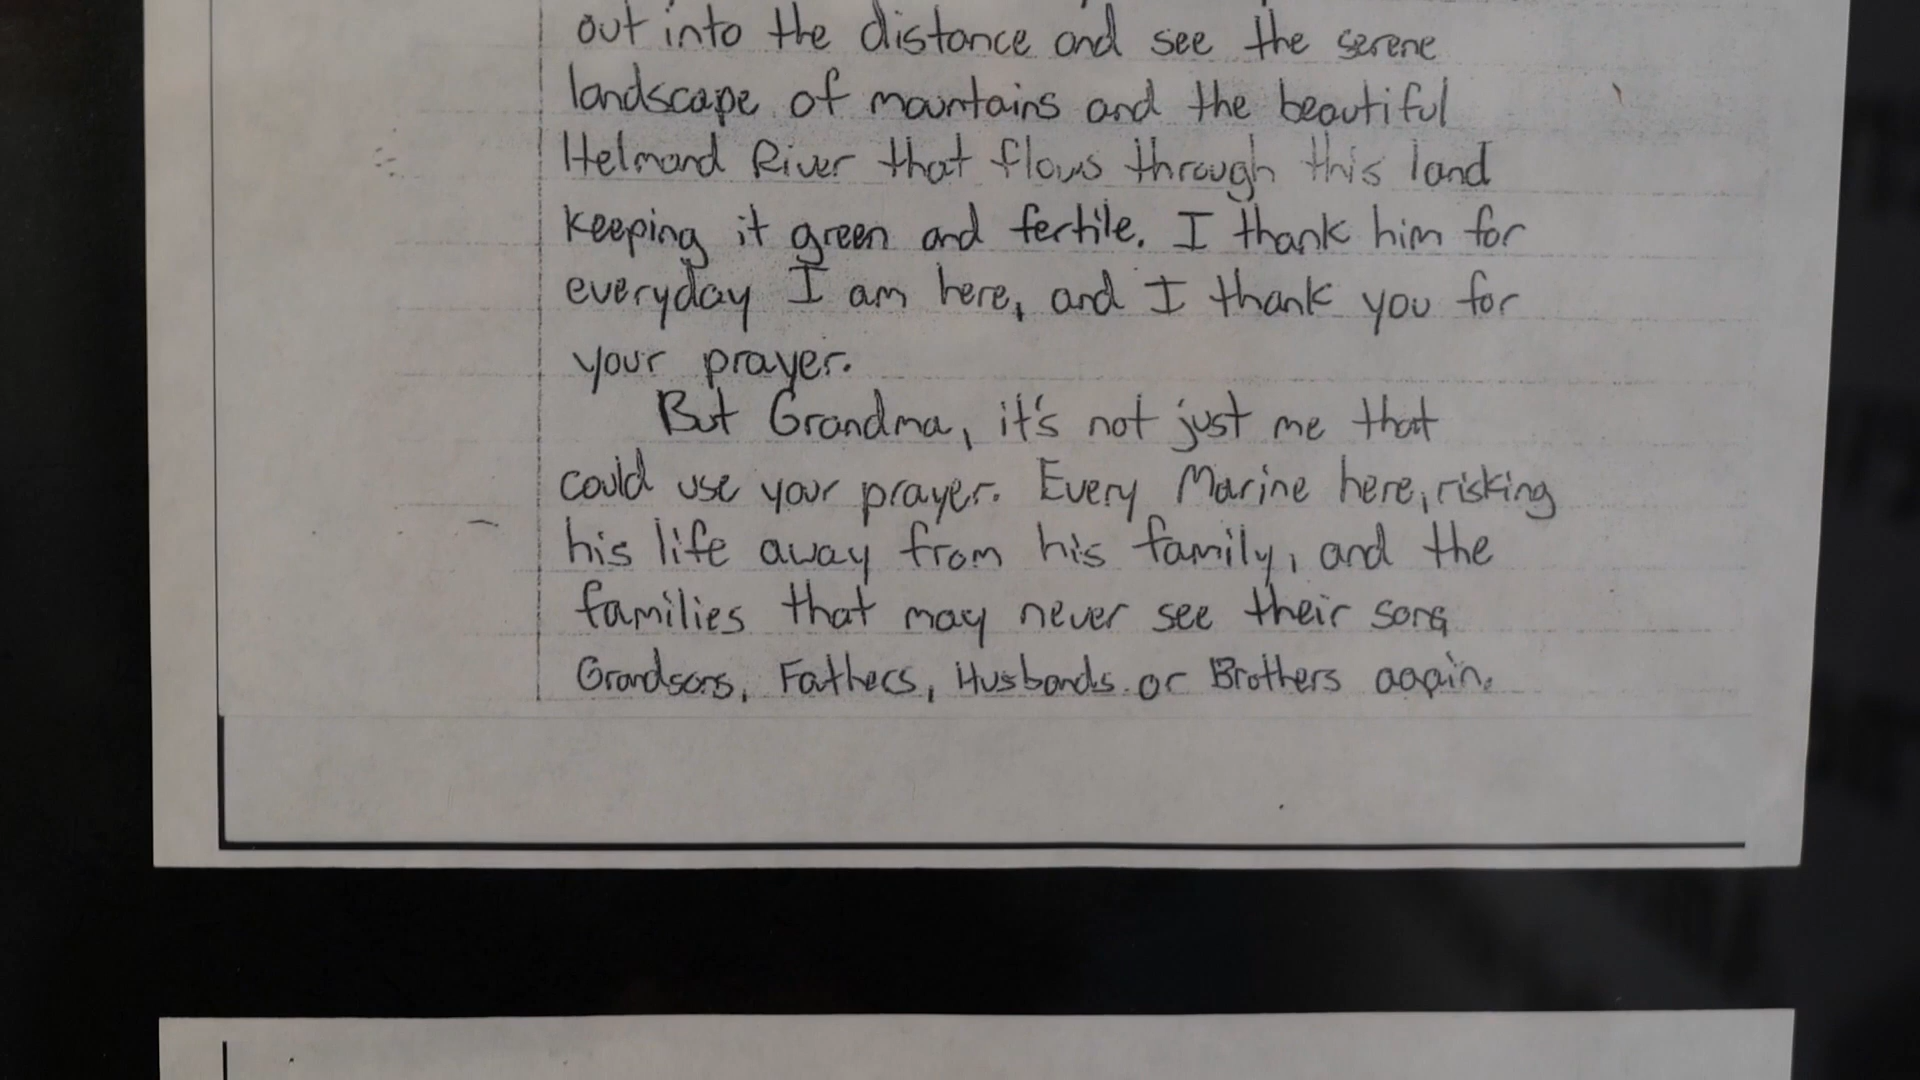 out into the distance and see the serene
landscape of mountains and the beautiful
Helmand River that flows through this land
keeping it green and fertile. I thank him for
everyday I am here, and I thank you for
your prayer.
But Grandma, it's not just me that
could use your prayer. Every Marine here, risking
his life away from his family, and the
families that may never see their sons,
Grandsons, Fathers, Husbands or Brothers again.